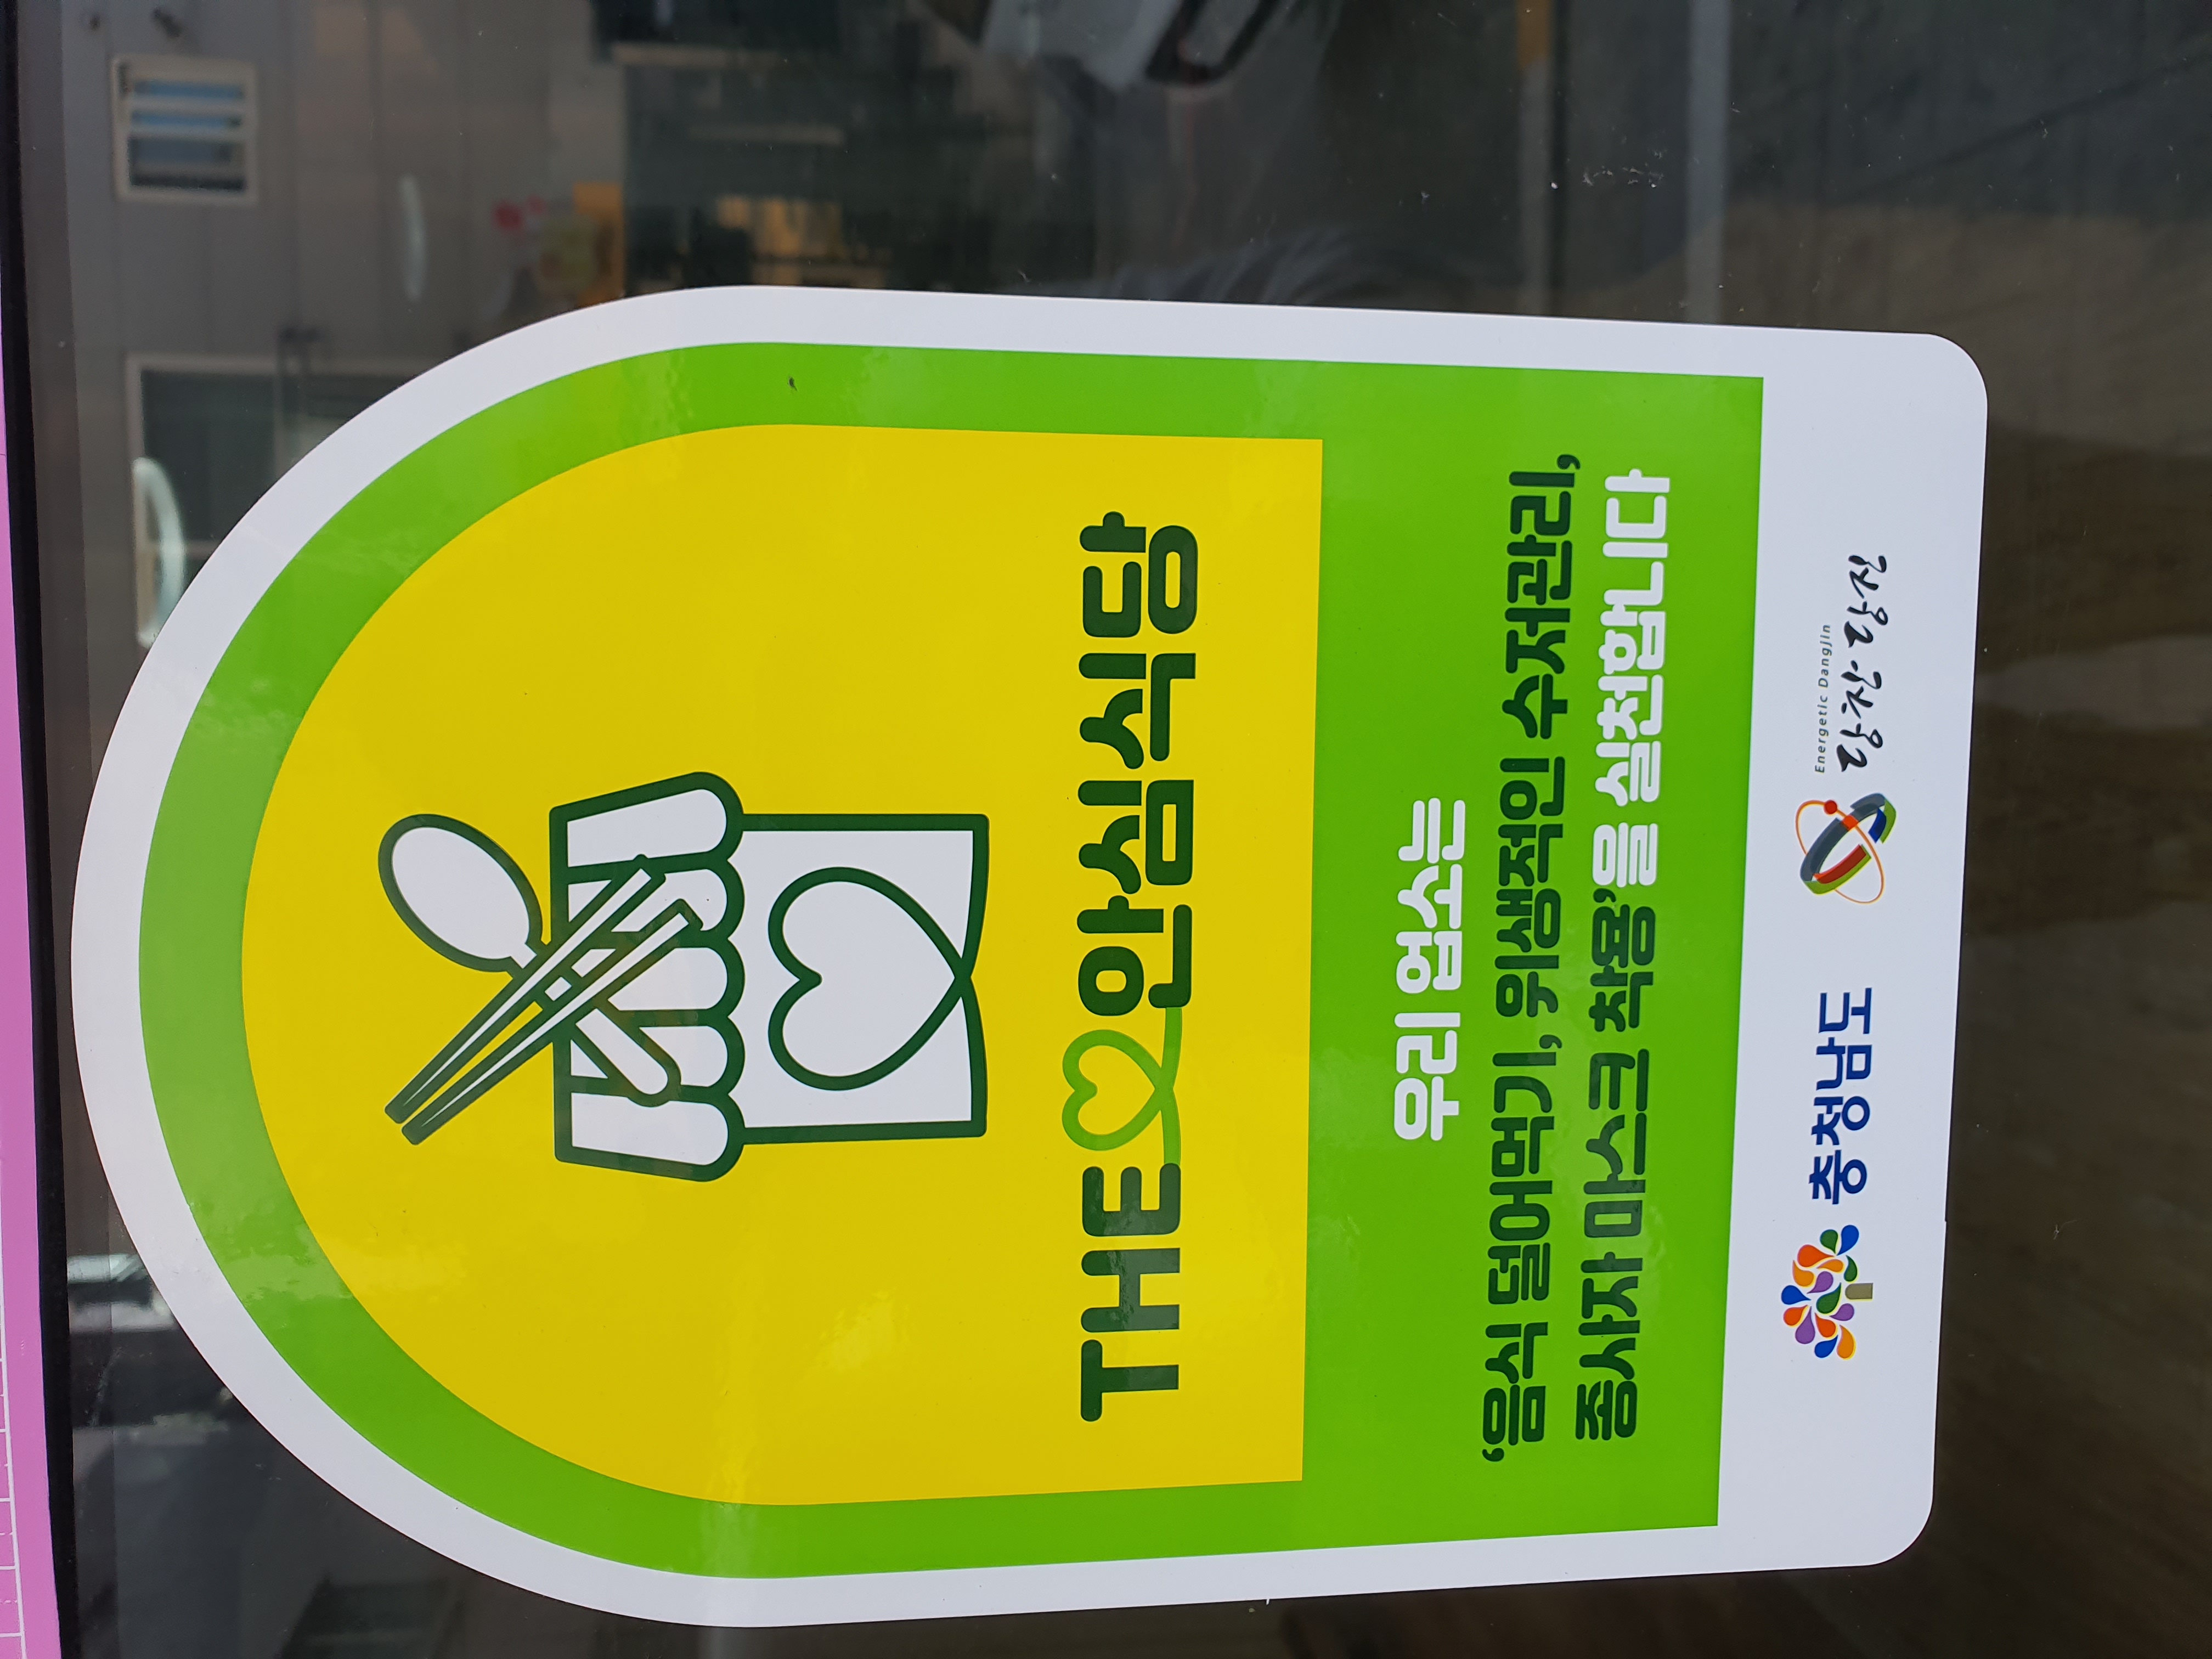 THE 안심식당
우리 업소는
'음식 덜어먹기, 위생적인 수저관리,
종사자 마스크 착용'을 실천합니다
충청남도
Energetic Dangjin
강한 당진